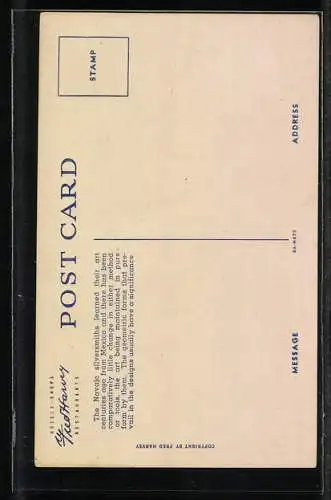 HOTELS · SHOPS
Fred Harvey
RESTAURANTS
POST CARD
STAMP
The Navajo silversmiths learned their art
centuries ago from Mexico and there has been
comparatively little change in either method
or tools, the art being maintained in pure
form by them. The geometric forms that pre-
vail in the designs usually have a significance
MESSAGE
ADDRESS
COPYRIGHT BY FRED HARVEY